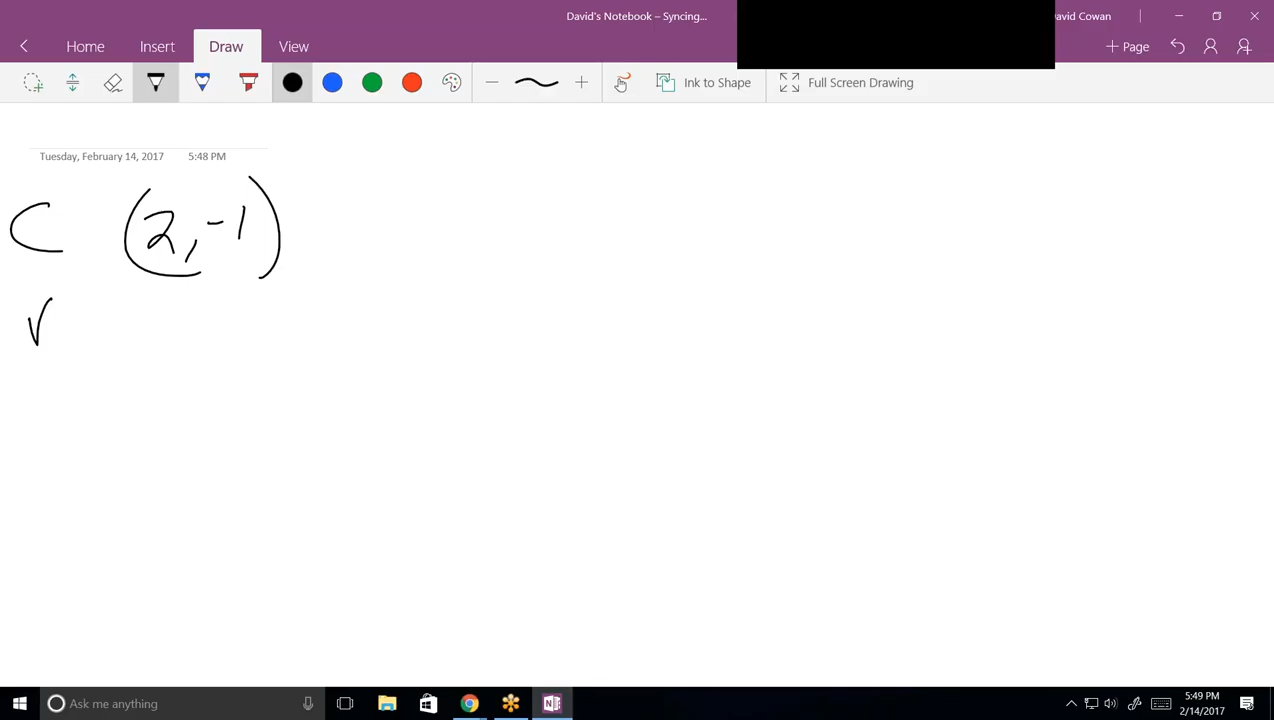 David's Notebook – Syncing...
avid Cowan
Home Insert Draw View
+ Page
Ink to Shape
Full Screen Drawing
Tuesday, February 14, 2017 5:48 PM
C (2, -1)
V
Ask me anything
5:49 PM
2/14/2017